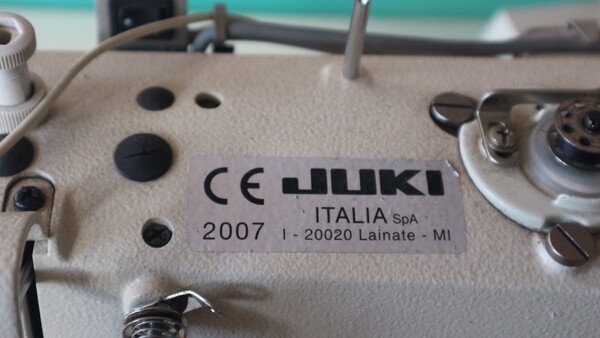 CE JUKI
ITALIA SpA
2007 I - 20020 Lainate - MI